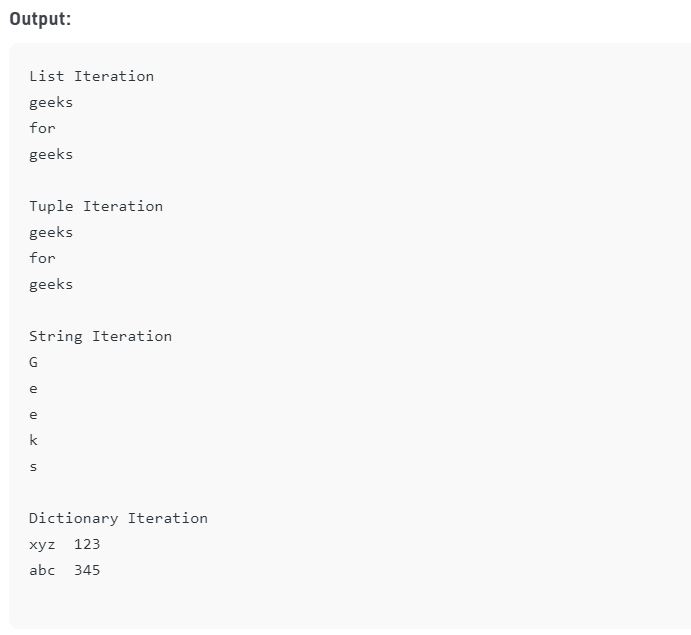 Output:
List Iteration
geeks
for
geeks
Tuple Iteration
geeks
for
geeks
String Iteration
G
e
e
k
s
Dictionary Iteration
xyz  123
abc  345